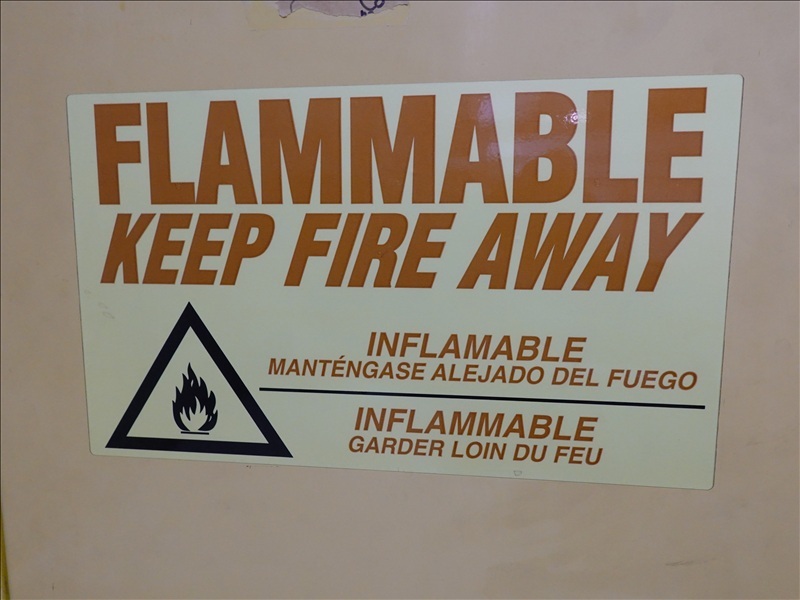 FLAMMABLE
KEEP FIRE AWAY
INFLAMABLE
MANTÉNGASE ALEJADO DEL FUEGO
INFLAMMABLE
GARDER LOIN DU FEU